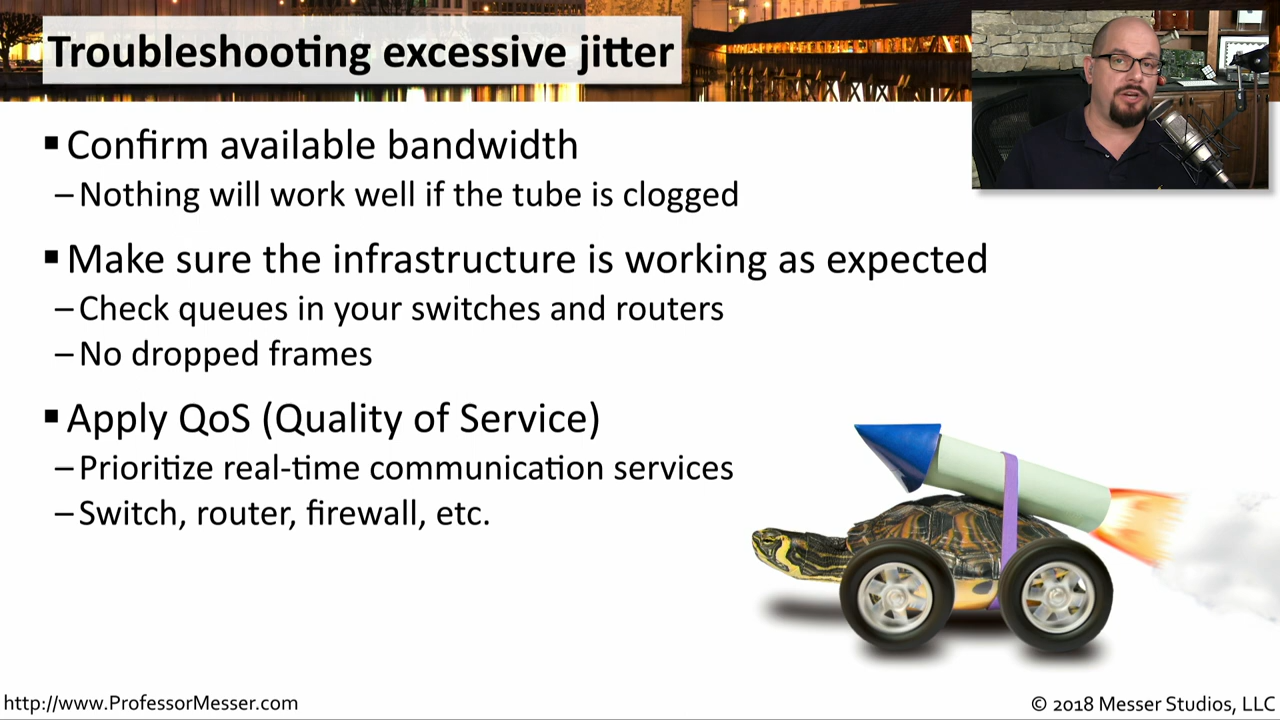 Troubleshooting excessive jitter
▪ Confirm available bandwidth
– Nothing will work well if the tube is clogged
▪ Make sure the infrastructure is working as expected
– Check queues in your switches and routers
– No dropped frames
▪ Apply QoS (Quality of Service)
– Prioritize real-time communication services
– Switch, router, firewall, etc.
http://www.ProfessorMesser.com
© 2018 Messer Studios, LLC